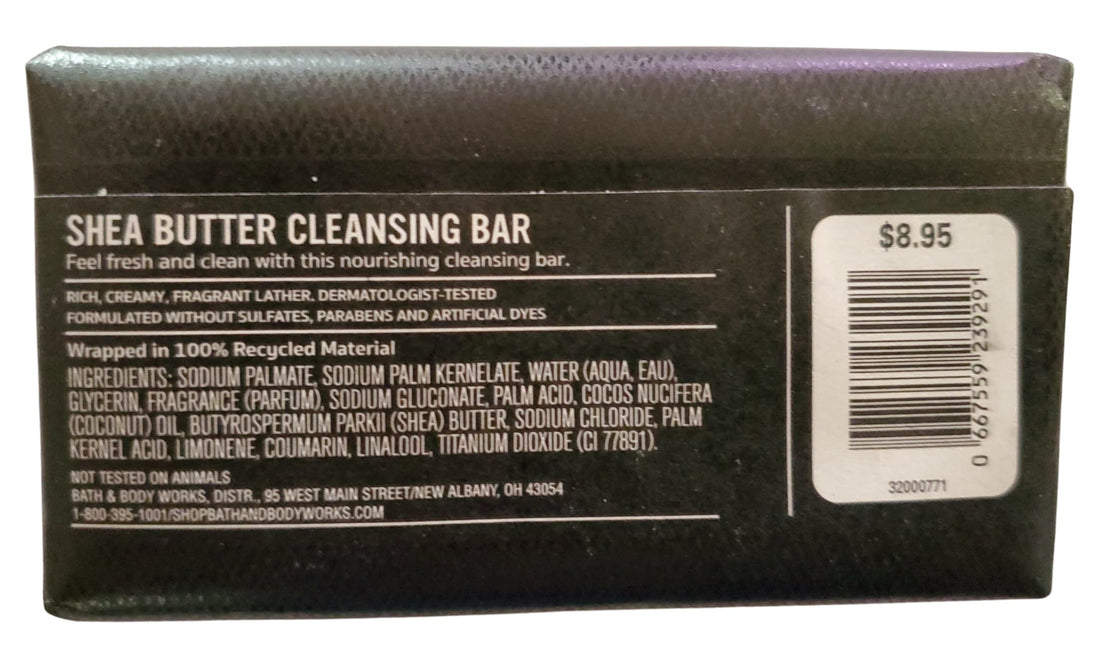 SHEA BUTTER CLEANSING BAR
Feel fresh and clean with this nourishing cleansing bar.
RICH, CREAMY, FRAGRANT LATHER. DERMATOLOGIST-TESTED
FORMULATED WITHOUT SULFATES, PARABENS AND ARTIFICIAL DYES
Wrapped in 100% Recycled Material
INGREDIENTS: SODIUM PALMATE, SODIUM PALM KERNELATE, WATER (AQUA, EAU),
GLYCERIN, FRAGRANCE (PARFUM), SODIUM GLUCONATE, PALM ACID, COCOS NUCIFERA
(COCONUT) OIL, BUTYROSPERMUM PARKII (SHEA) BUTTER, SODIUM CHLORIDE, PALM
KERNEL ACID, LIMONENE, COUMARIN, LINALOOL, TITANIUM DIOXIDE (CI 77891).
NOT TESTED ON ANIMALS
BATH & BODY WORKS, DISTR., 95 WEST MAIN STREET/NEW ALBANY, OH 43054
1-800-395-1001/SHOPBATHANDBODYWORKS.COM
$8.95
0 667559 239291
32000771